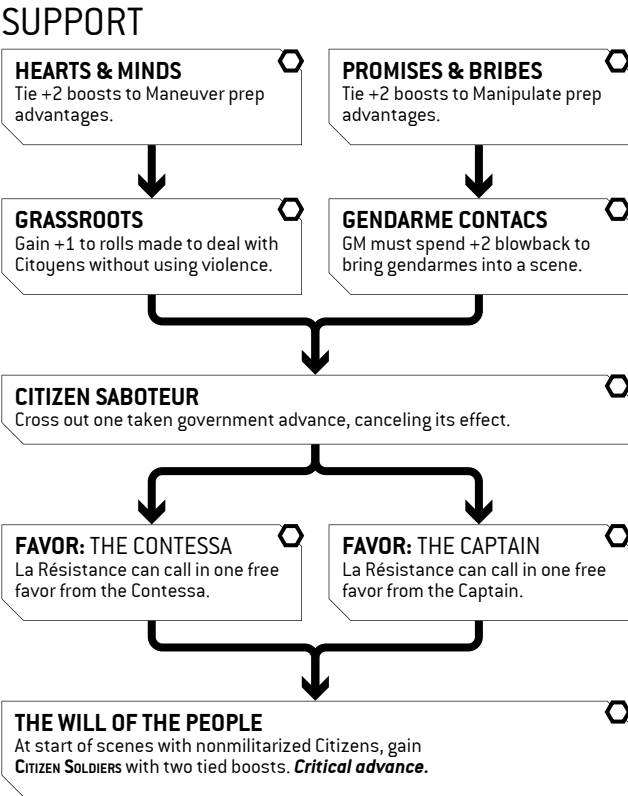 SUPPORT
HEARTS & MINDS
Tie +2 boosts to Maneuver prep
advantages.
PROMISES & BRIBES
Tie +2 boosts to Manipulate prep
advantages.
GRASSROOTS
Gain +1 to rolls made to deal with
Citoyens without using violence.
GENDARME CONTACS
GM must spend +2 blowback to
bring gendarmes into a scene.
CITIZEN SABOTEUR
Cross out one taken government advance, canceling its effect.
FAVOR: THE CONTESSA
La Résistance can call in one free
favor from the Contessa.
FAVOR: THE CAPTAIN
La Résistance can call in one free
favor from the Captain.
THE WILL OF THE PEOPLE
At start of scenes with nonmilitarized Citizens, gain
Citizen Soldiers with two tied boosts. Critical advance.